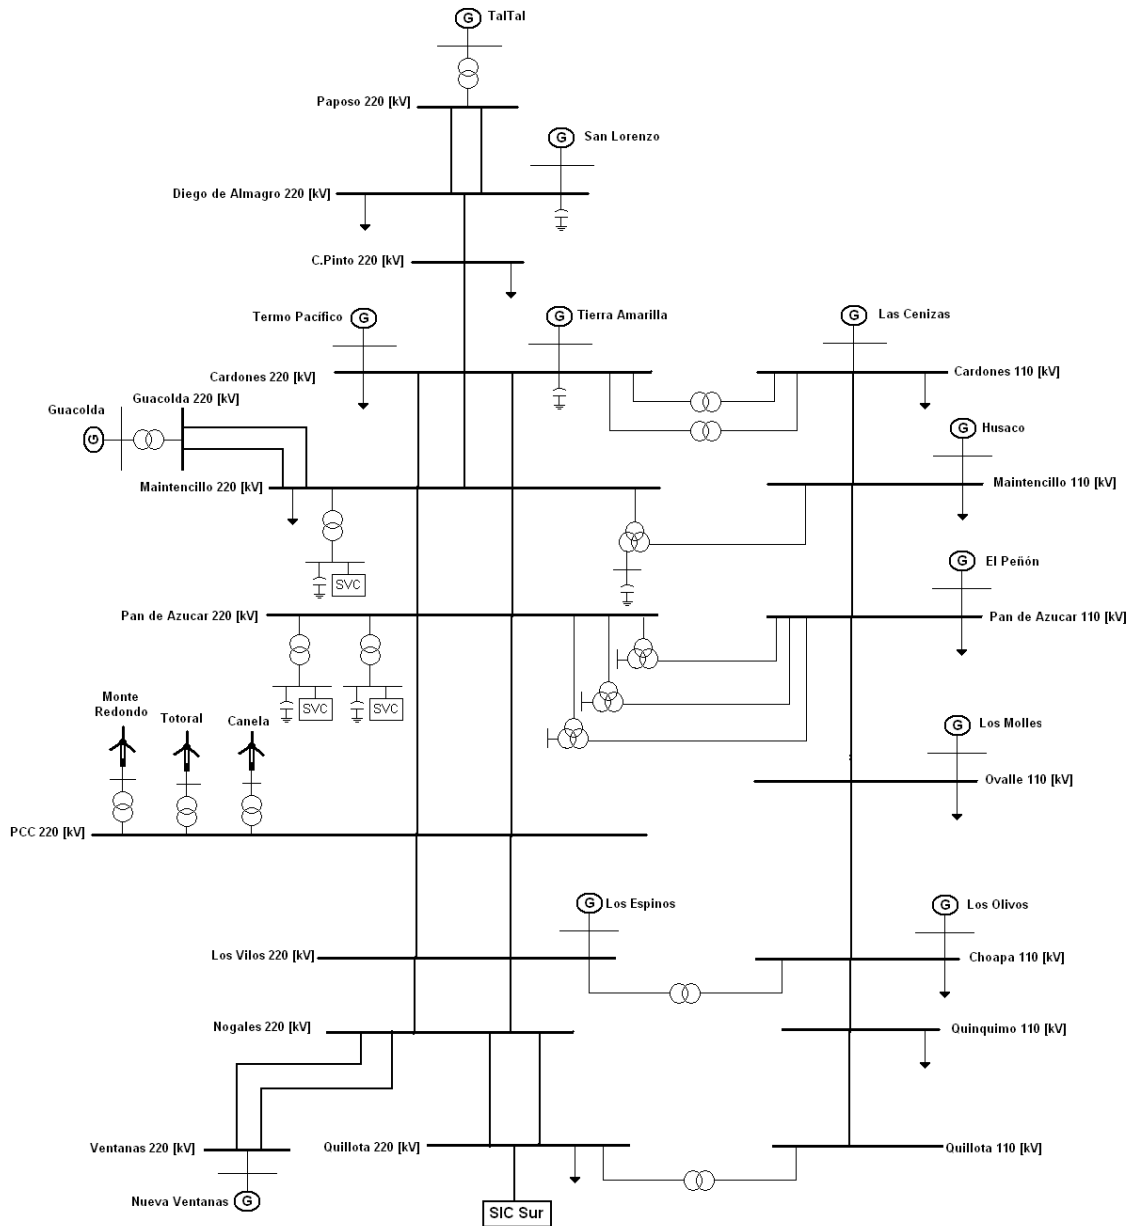 G TalTal
Paposo 220 [kV]
G San Lorenzo
Diego de Almagro 220 [kV]
C.Pinto 220 [kV]
Termo Pacífico G
G Tierra Amarilla
G Las Cenizas
Cardones 220 [kV]
Cardones 110 [kV]
Guacolda
Guacolda 220 [kV]
G
G Husaco
Maintencillo 220 [kV]
Maintencillo 110 [kV]
SVC
G El Peñón
Pan de Azucar 220 [kV]
Pan de Azucar 110 [kV]
SVC
SVC
Monte
Redondo
Totoral
Canela
G Los Molles
Ovalle 110 [kV]
PCC 220 [kV]
G Los Espinos
G Los Olivos
Los Vilos 220 [kV]
Choapa 110 [kV]
Nogales 220 [kV]
Quinquimo 110 [kV]
Ventanas 220 [kV]
Quillota 220 [kV]
Quillota 110 [kV]
Nueva Ventanas G
SIC Sur